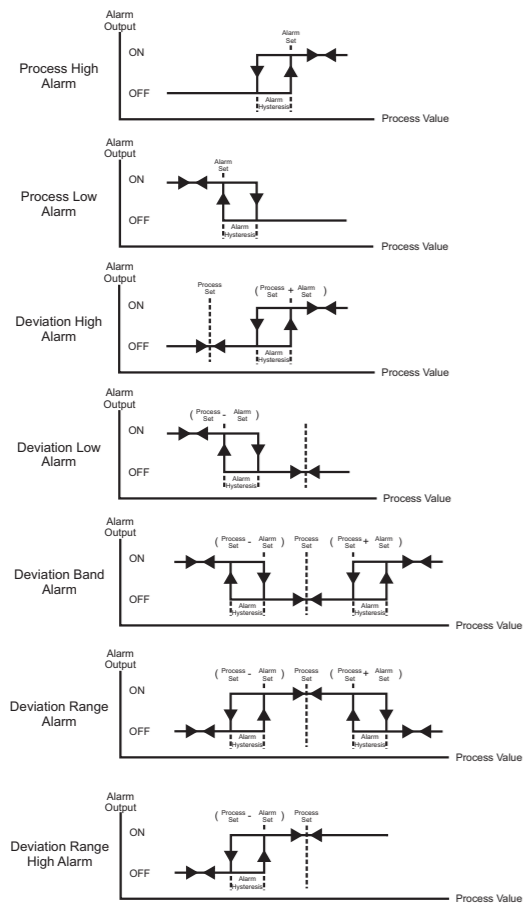 Alarm
Output
Process High
Alarm
ON
OFF
Alarm
Set
Alarm
Hysteresis
Process Value
Alarm
Output
Process Low
Alarm
ON
OFF
Alarm
Set
Alarm
Hysteresis
Process Value
Alarm
Output
Deviation High
Alarm
ON
OFF
Process
Set
( Process Set + Alarm Set )
Alarm
Hysteresis
Process Value
Alarm
Output
Deviation Low
Alarm
ON
OFF
( Process Set - Alarm Set )
Alarm
Hysteresis
Process Value
Alarm
Output
Deviation Band
Alarm
ON
OFF
( Process Set - Alarm Set )
Process
Set
( Process Set + Alarm Set )
Alarm
Hysteresis
Alarm
Hysteresis
Process Value
Alarm
Output
Deviation Range
Alarm
ON
OFF
( Process Set - Alarm Set )
Process
Set
( Process Set + Alarm Set )
Alarm
Hysteresis
Alarm
Hysteresis
Process Value
Alarm
Output
Deviation Range
High Alarm
ON
OFF
( Process Set - Alarm Set )
Process
Set
Alarm
Hysteresis
Process Value